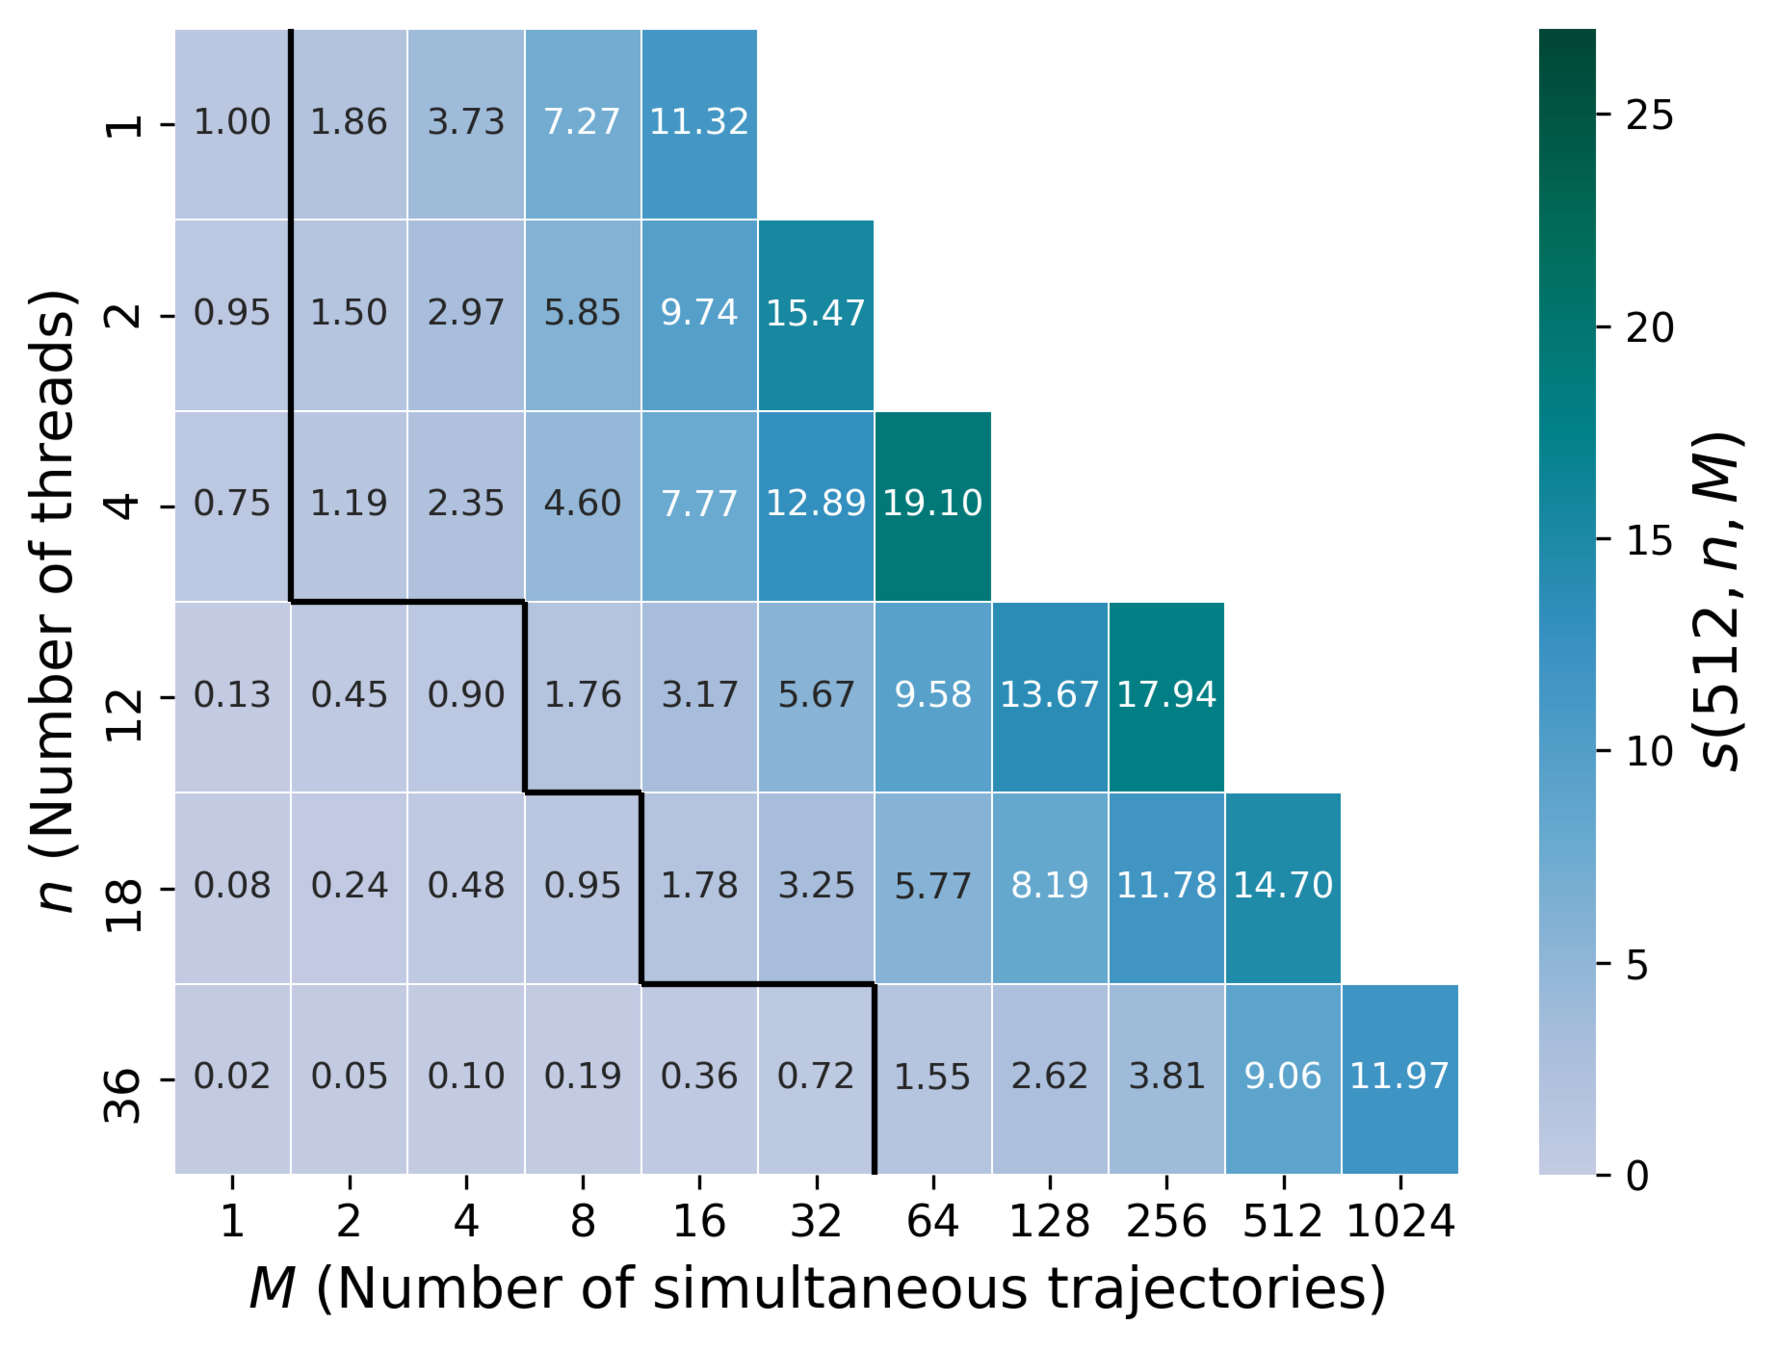 n (Number of threads)
1 1.00 1.86 3.73 7.27 11.32
2 0.95 1.50 2.97 5.85 9.74 15.47
4 0.75 1.19 2.35 4.60 7.77 12.89 19.10
12 0.13 0.45 0.90 1.76 3.17 5.67 9.58 13.67 17.94
18 0.08 0.24 0.48 0.95 1.78 3.25 5.77 8.19 11.78 14.70
36 0.02 0.05 0.10 0.19 0.36 0.72 1.55 2.62 3.81 9.06 11.97
1 2 4 8 16 32 64 128 256 512 1024
M (Number of simultaneous trajectories)
25
20
15
10
5
0
s(512, n, M)